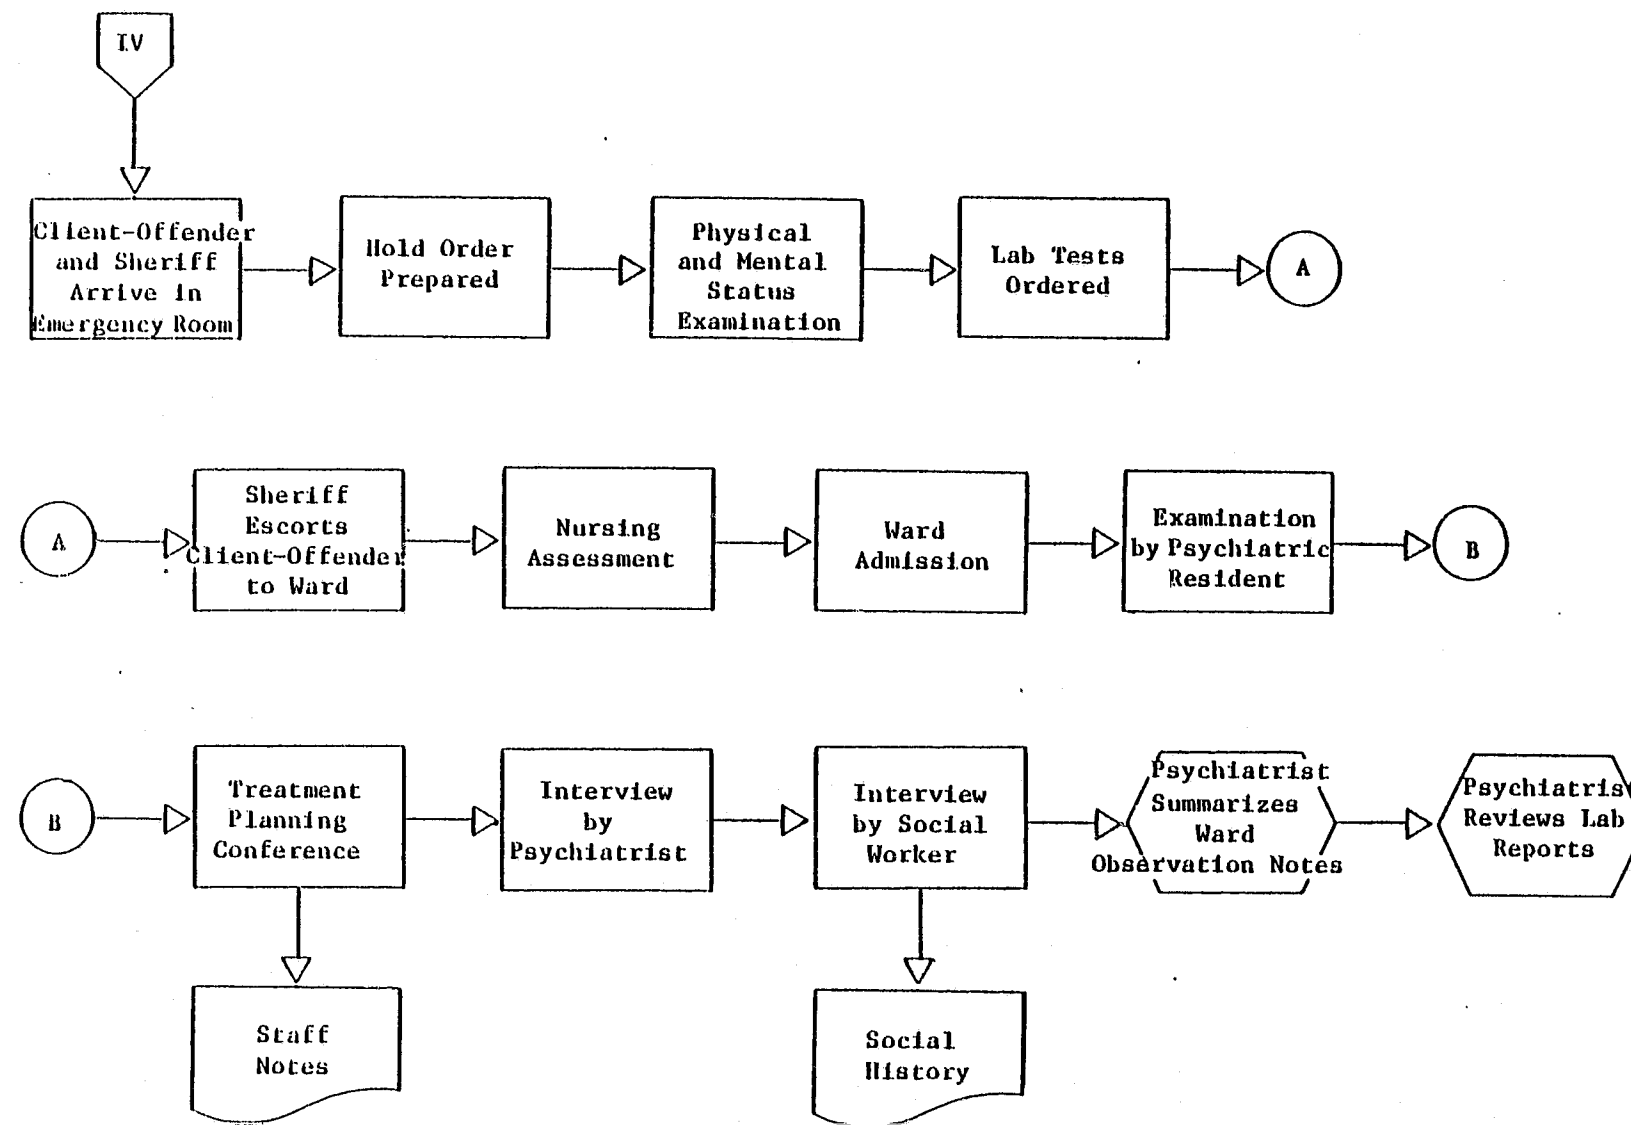 IV
Client-Offender
and Sheriff
Arrive in
Emergency Room
Hold Order
Prepared
Physical
and Mental
Status
Examination
Lab Tests
Ordered
A
A
Sheriff
Escorts
Client-Offender
to Ward
Nursing
Assessment
Ward
Admission
Examination
by Psychiatric
Resident
B
B
Treatment
Planning
Conference
Interview
by
Psychiatrist
Interview
by Social
Worker
Psychiatrist
Summarizes
Ward
Observation Notes
Psychiatris
Reviews Lab
Reports
Staff
Notes
Social
History